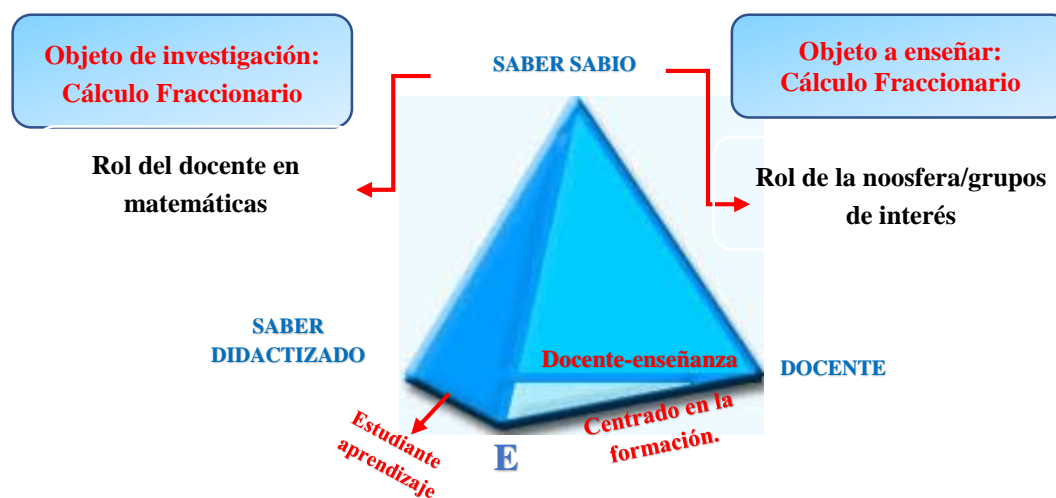 Objeto de investigación:
Cálculo Fraccionario
SABER SABIO
Objeto a enseñar:
Cálculo Fraccionario
Rol del docente en
matemáticas
Rol de la noosfera/grupos
de interés
SABER
DIDACTIZADO
Docente-enseñanza
DOCENTE
Estudiante
aprendizaje
E
Centrado en la
formación.